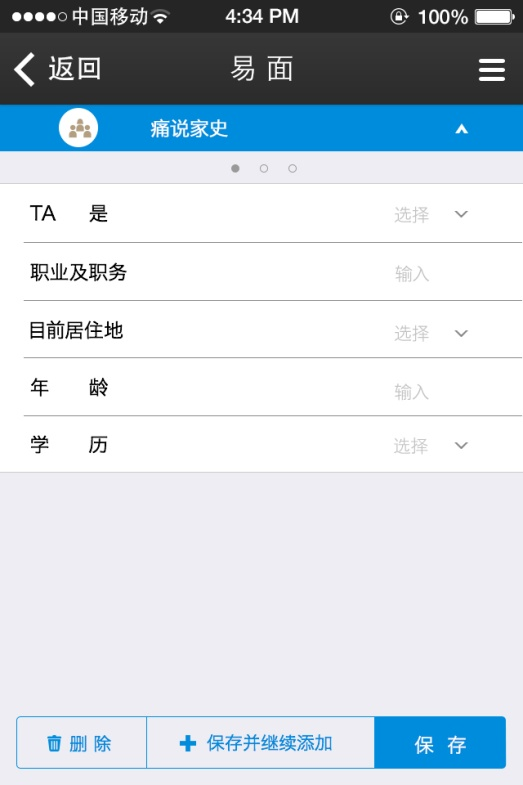 中国移动 4:34 PM 100%
返回 易面
痛说家史
TA 是 选择
职业及职务 输入
目前居住地 选择
年龄 输入
学历 选择
删除 保存并继续添加 保存